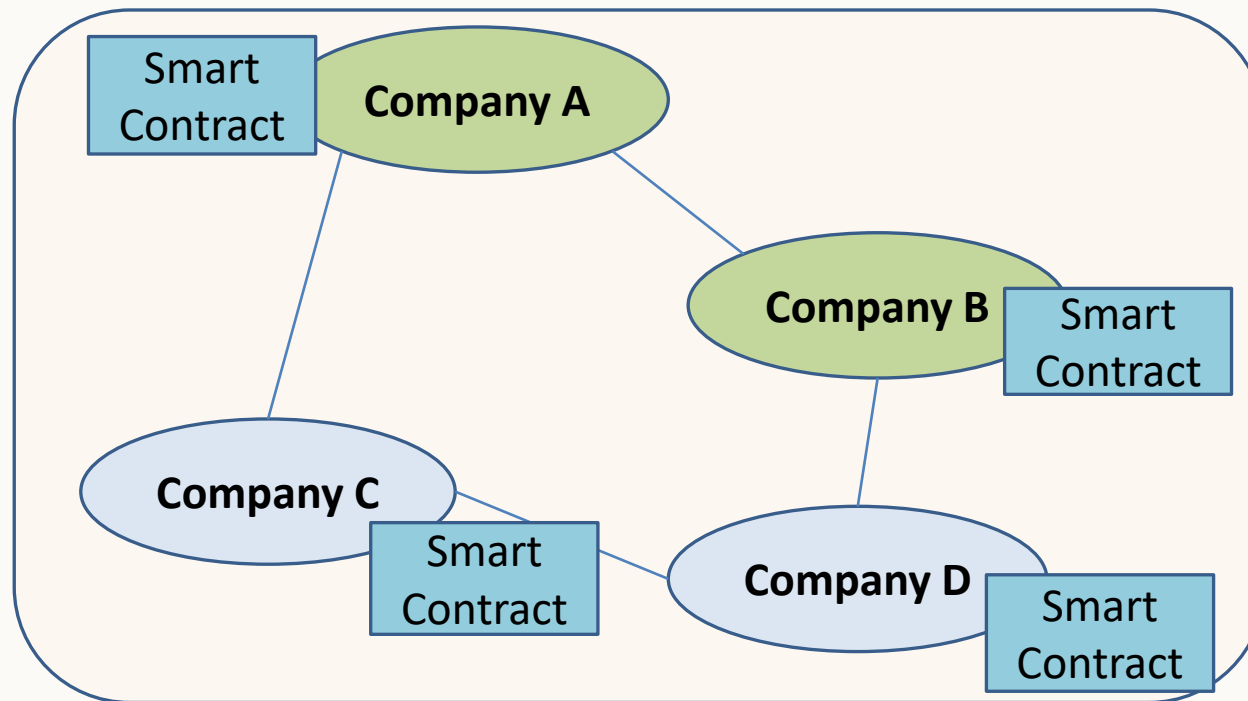 Smart
Contract
Company A
Company B
Smart
Contract
Company C
Smart
Contract
Company D
Smart
Contract